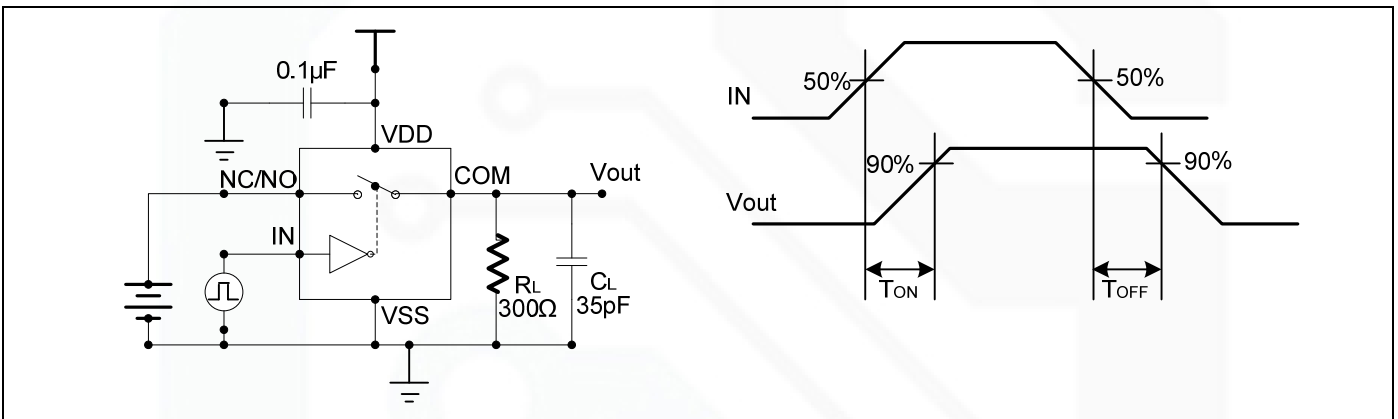 0.1µF
VDD
NC/NO
COM
Vout
IN
RL
300Ω
CL
35pF
VSS
IN
50%
50%
90%
90%
Vout
TON
TOFF